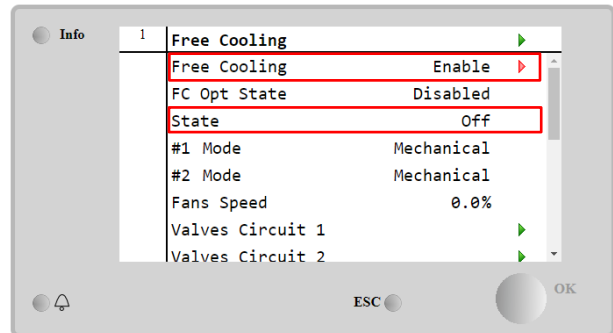 Info
1 Free Cooling
Free Cooling Enable
FC Opt State Disabled
State Off
#1 Mode Mechanical
#2 Mode Mechanical
Fans Speed 0.0%
Valves Circuit 1
Valves Circuit 2
ESC
OK